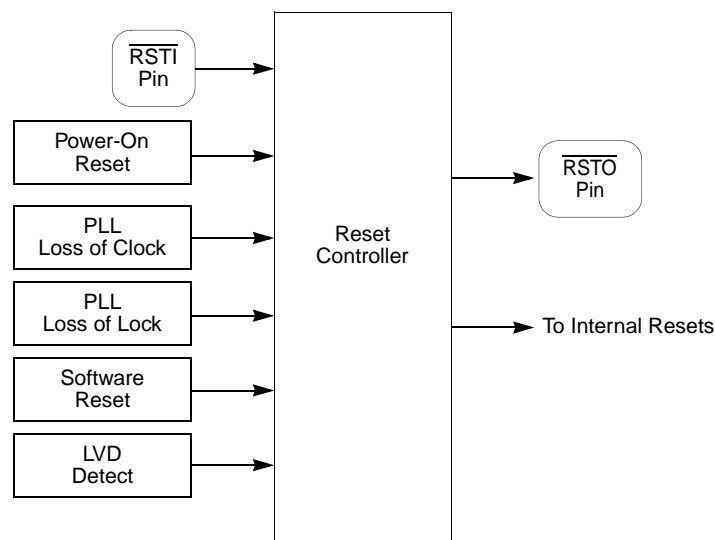 RSTI
Pin
Power-On
Reset
PLL
Loss of Clock
PLL
Loss of Lock
Software
Reset
LVD
Detect
Reset
Controller
RSTO
Pin
To Internal Resets